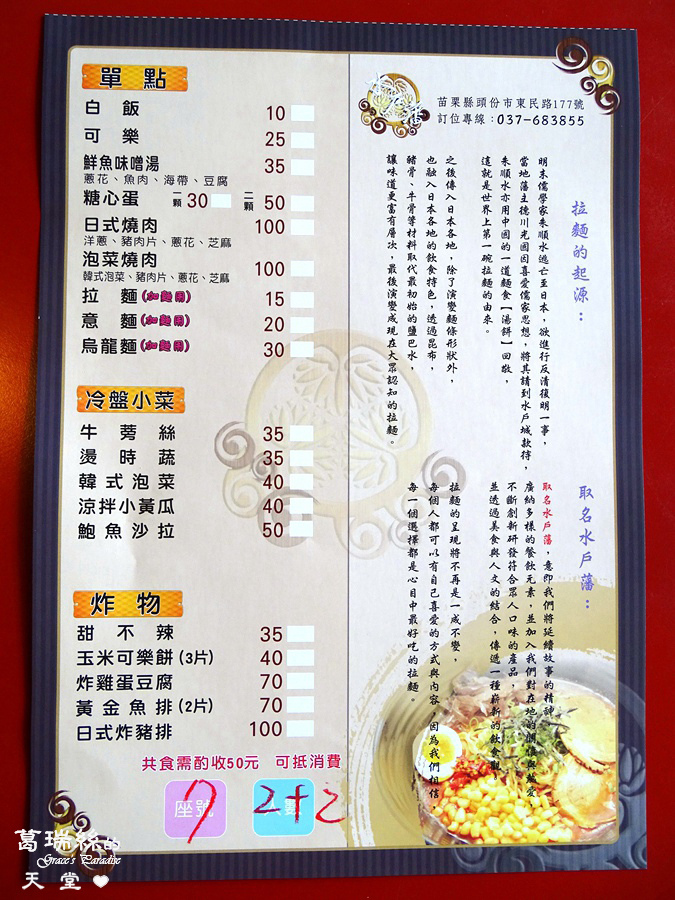 單點
白飯 10
可樂 25
鮮魚味噌湯 35
蔥花、魚肉、海帶、豆腐
糖心蛋 一顆 30 二顆 50
日式燒肉 100
洋蔥、豬肉片、蔥花、芝麻
泡菜燒肉 100
韓式泡菜、豬肉片、蔥花、芝麻
拉麵(加麵用) 15
意麵(加麵用) 20
烏龍麵(加麵用) 30
冷盤小菜
牛蒡絲 35
燙時蔬 35
韓式泡菜 40
涼拌小黃瓜 40
鮑魚沙拉 50
炸物
甜不辣 35
玉米可樂餅(3片) 40
炸雞蛋豆腐 70
黃金魚排(2片) 70
日式炸豬排 100
共食需酌收50元 可抵消費
座號 7
人數 2+2
苗栗縣頭份市東民路177號
訂位專線：037-683855
拉麵的起源：
明末儒學家朱順水逃亡至日本，欲進行反清復明一事，
當地藩主德川光國因喜愛儒家思想，將其請到水戶城款待，
朱順水亦用中國的一道麵食【湯餅】回敬，
這就是世界上第一碗拉麵的由來。
之後傳入日本各地，除了演變麵條形狀外，
也融入日本各地的飲食特色，透過昆布，
豬骨、牛骨等材料取代最初始的鹽巴水，
讓味道更富有層次，最後演變成現在大眾認知的拉麵。
取名水戶藩：
取名水戶藩，意即我們將延續故事的精神，
廣納多樣的餐飲元素，並加入我們對在地的關懷與熱愛，
不斷創新研發符合眾人口味的產品，
並透過美食與人文的結合，傳遞一種嶄新的飲食觀，
拉麵的呈現將不再是一成不變，
每個人都可以有自己喜愛的方式與內容，因為我們相信，
每一個選擇都是心目中最好吃的拉麵。
葛瑞絲的
Grace's Paradise
天堂